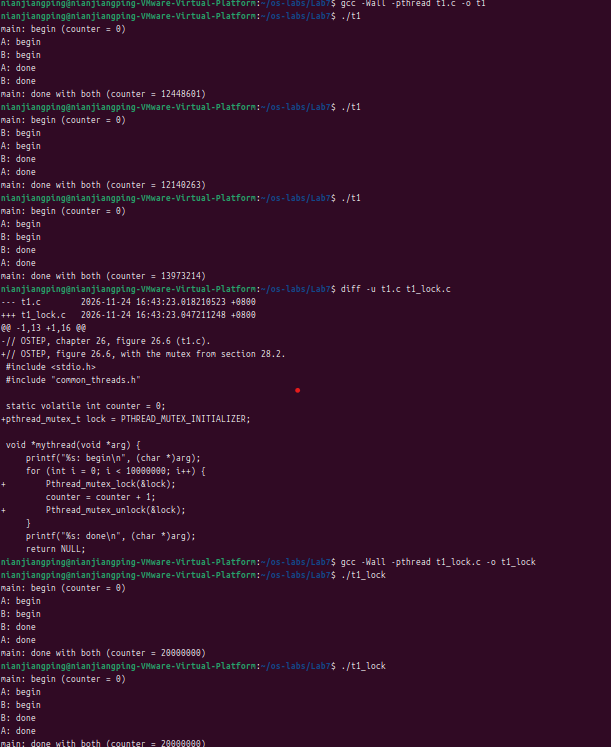 nianjiangping@nianjiangping-VMware-Virtual-Platform:~/os-labs/Lab7$ gcc -Wall -pthread t1.c -o t1
nianjiangping@nianjiangping-VMware-Virtual-Platform:~/os-labs/Lab7$ ./t1
main: begin (counter = 0)
A: begin
B: begin
A: done
B: done
main: done with both (counter = 12448601)
nianjiangping@nianjiangping-VMware-Virtual-Platform:~/os-labs/Lab7$ ./t1
main: begin (counter = 0)
B: begin
A: begin
B: done
A: done
main: done with both (counter = 12140263)
nianjiangping@nianjiangping-VMware-Virtual-Platform:~/os-labs/Lab7$ ./t1
main: begin (counter = 0)
A: begin
B: begin
B: done
A: done
main: done with both (counter = 13973214)
nianjiangping@nianjiangping-VMware-Virtual-Platform:~/os-labs/Lab7$ diff -u t1.c t1_lock.c
--- t1.c        2026-11-24 16:43:23.018210523 +0800
+++ t1_lock.c   2026-11-24 16:43:23.047211248 +0800
@@ -1,13 +1,16 @@
-// OSTEP, chapter 26, figure 26.6 (t1.c).
+// OSTEP, figure 26.6, with the mutex from section 28.2.
 #include <stdio.h>
 #include "common_threads.h"
 static volatile int counter = 0;
+pthread_mutex_t lock = PTHREAD_MUTEX_INITIALIZER;
 void *mythread(void *arg) {
     printf("%s: begin\n", (char *)arg);
     for (int i = 0; i < 10000000; i++) {
+        Pthread_mutex_lock(&lock);
         counter = counter + 1;
+        Pthread_mutex_unlock(&lock);
     }
     printf("%s: done\n", (char *)arg);
     return NULL;
nianjiangping@nianjiangping-VMware-Virtual-Platform:~/os-labs/Lab7$ gcc -Wall -pthread t1_lock.c -o t1_lock
nianjiangping@nianjiangping-VMware-Virtual-Platform:~/os-labs/Lab7$ ./t1_lock
main: begin (counter = 0)
A: begin
B: begin
B: done
A: done
main: done with both (counter = 20000000)
nianjiangping@nianjiangping-VMware-Virtual-Platform:~/os-labs/Lab7$ ./t1_lock
main: begin (counter = 0)
A: begin
B: begin
B: done
A: done
main: done with both (counter = 20000000)